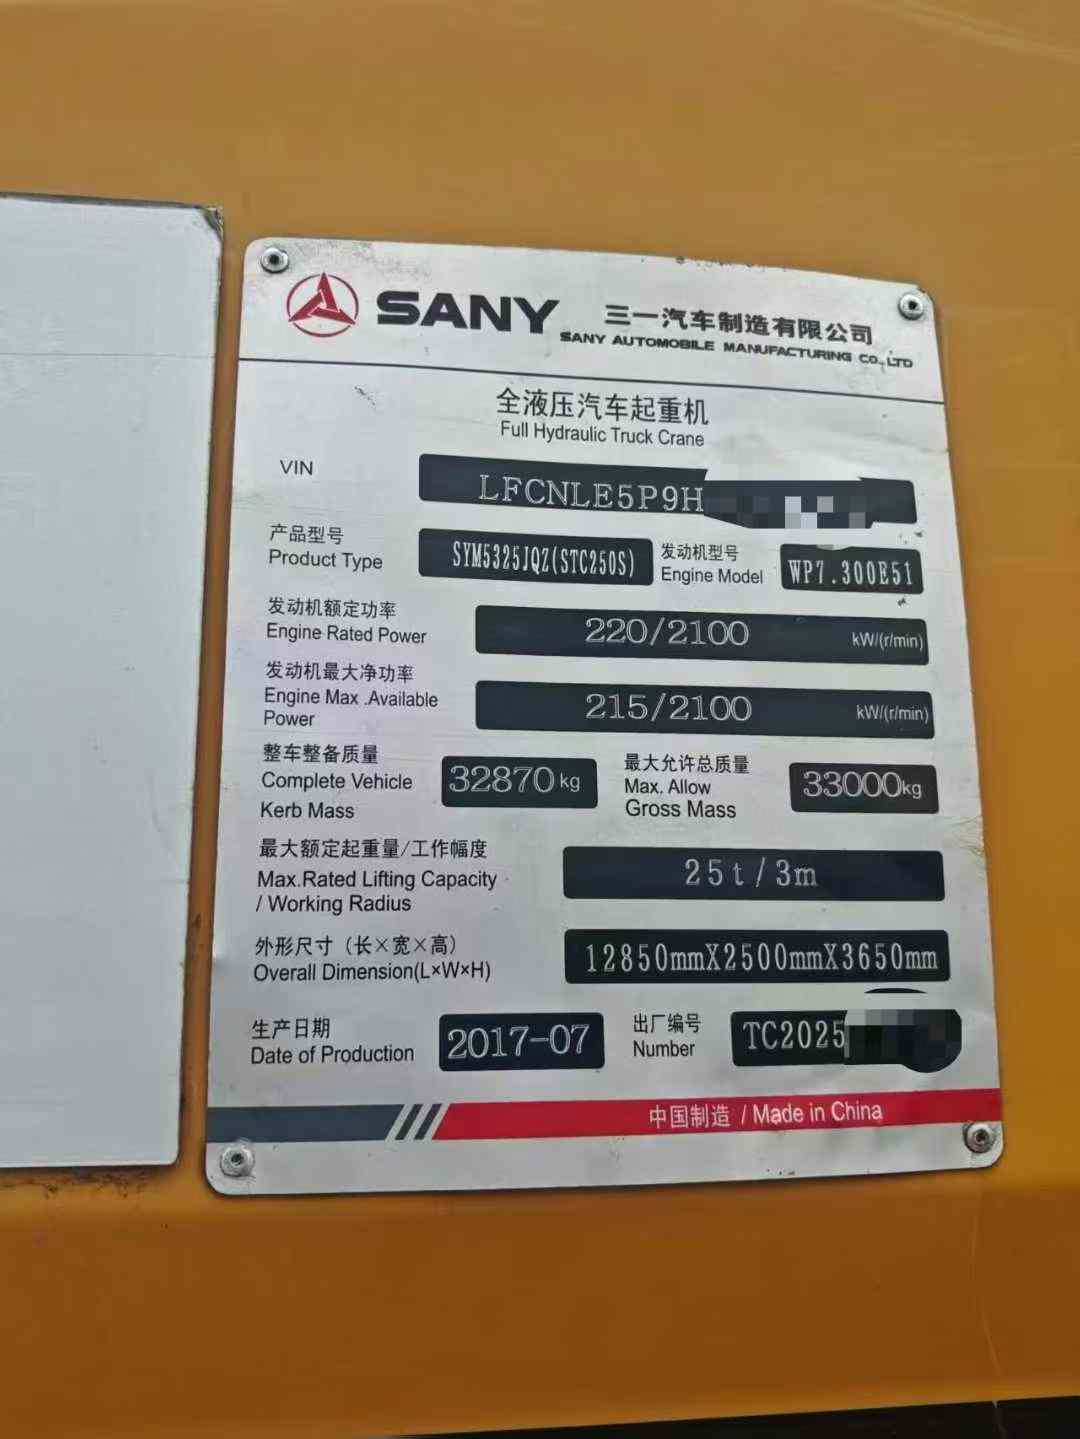 SANY 三一汽车制造有限公司
SANY AUTOMOBILE MANUFACTURING CO.,LTD
全液压汽车起重机
Full Hydraulic Truck Crane
VIN LFCNLE5P9H
产品型号 发动机型号
Product Type SYM5325JQZ(STC250S) Engine Model WP7.300E51
发动机额定功率
Engine Rated Power 220/2100 kW/(r/min)
发动机最大净功率
Engine Max .Available
Power 215/2100 kW/(r/min)
整车整备质量 最大允许总质量
Complete Vehicle 32870 kg Max. Allow 33000kg
Kerb Mass Gross Mass
最大额定起重量/工作幅度
Max.Rated Lifting Capacity 25t/3m
/ Working Radius
外形尺寸（长×宽×高）
Overall Dimension(L×W×H) 12850mmX2500mmX3650mm
生产日期 出厂编号
Date of Production 2017-07 Number TC2025
中国制造 / Made in China